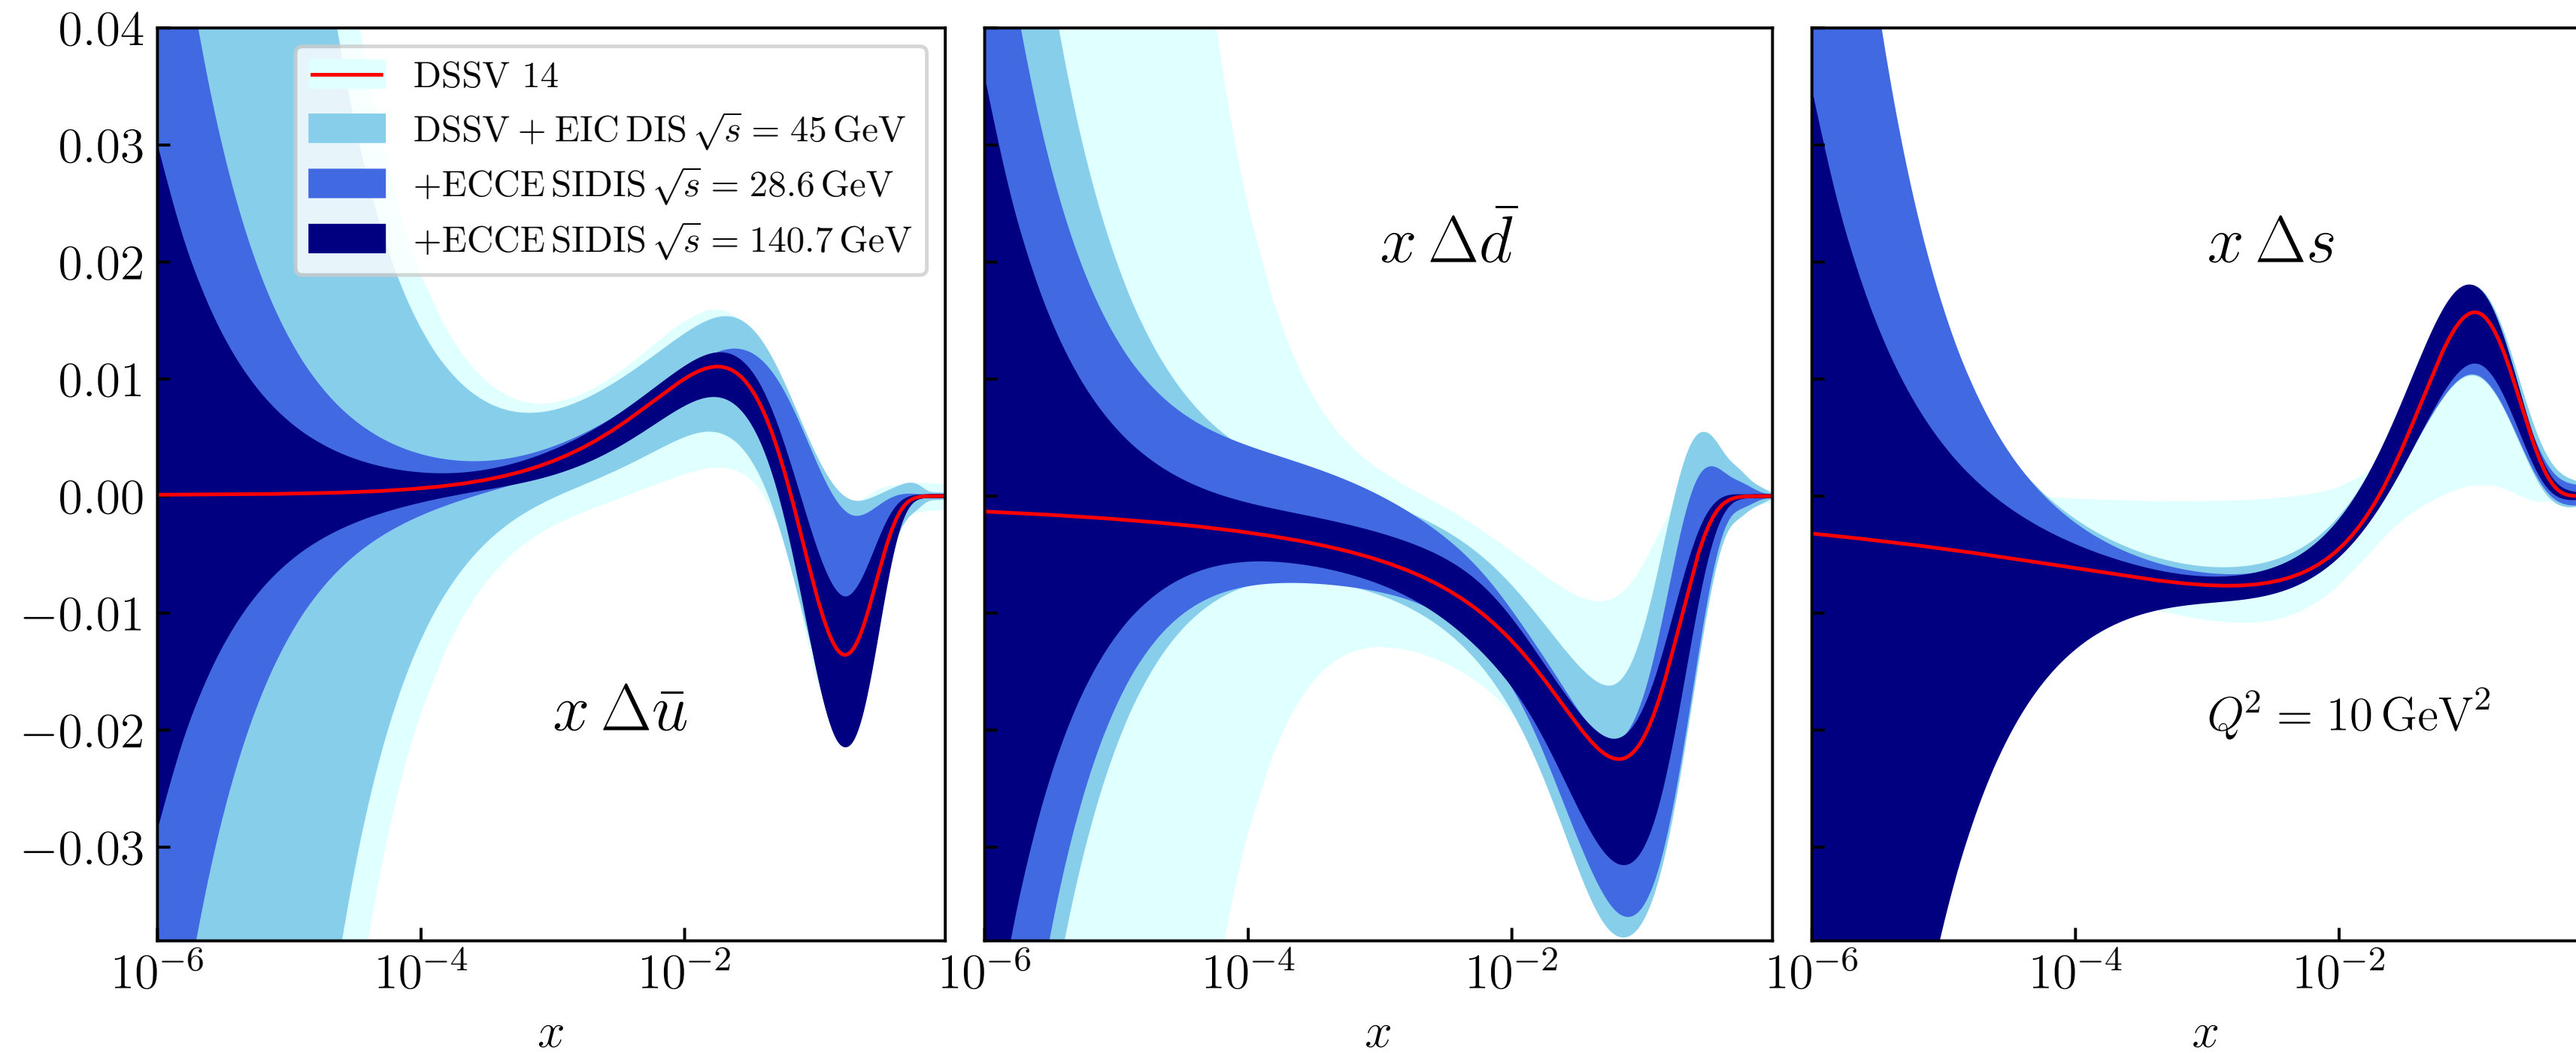 0.04
0.03
0.02
0.01
0.00
−0.01
−0.02
−0.03
DSSV 14
DSSV + EIC DIS √s = 45 GeV
+ECCE SIDIS √s = 28.6 GeV
+ECCE SIDIS √s = 140.7 GeV
x Δū
x Δd̄
x Δs
Q² = 10 GeV²
10⁻⁶ 10⁻⁴ 10⁻² 10⁻⁶ 10⁻⁴ 10⁻² 10⁻⁶ 10⁻⁴ 10⁻²
x x x